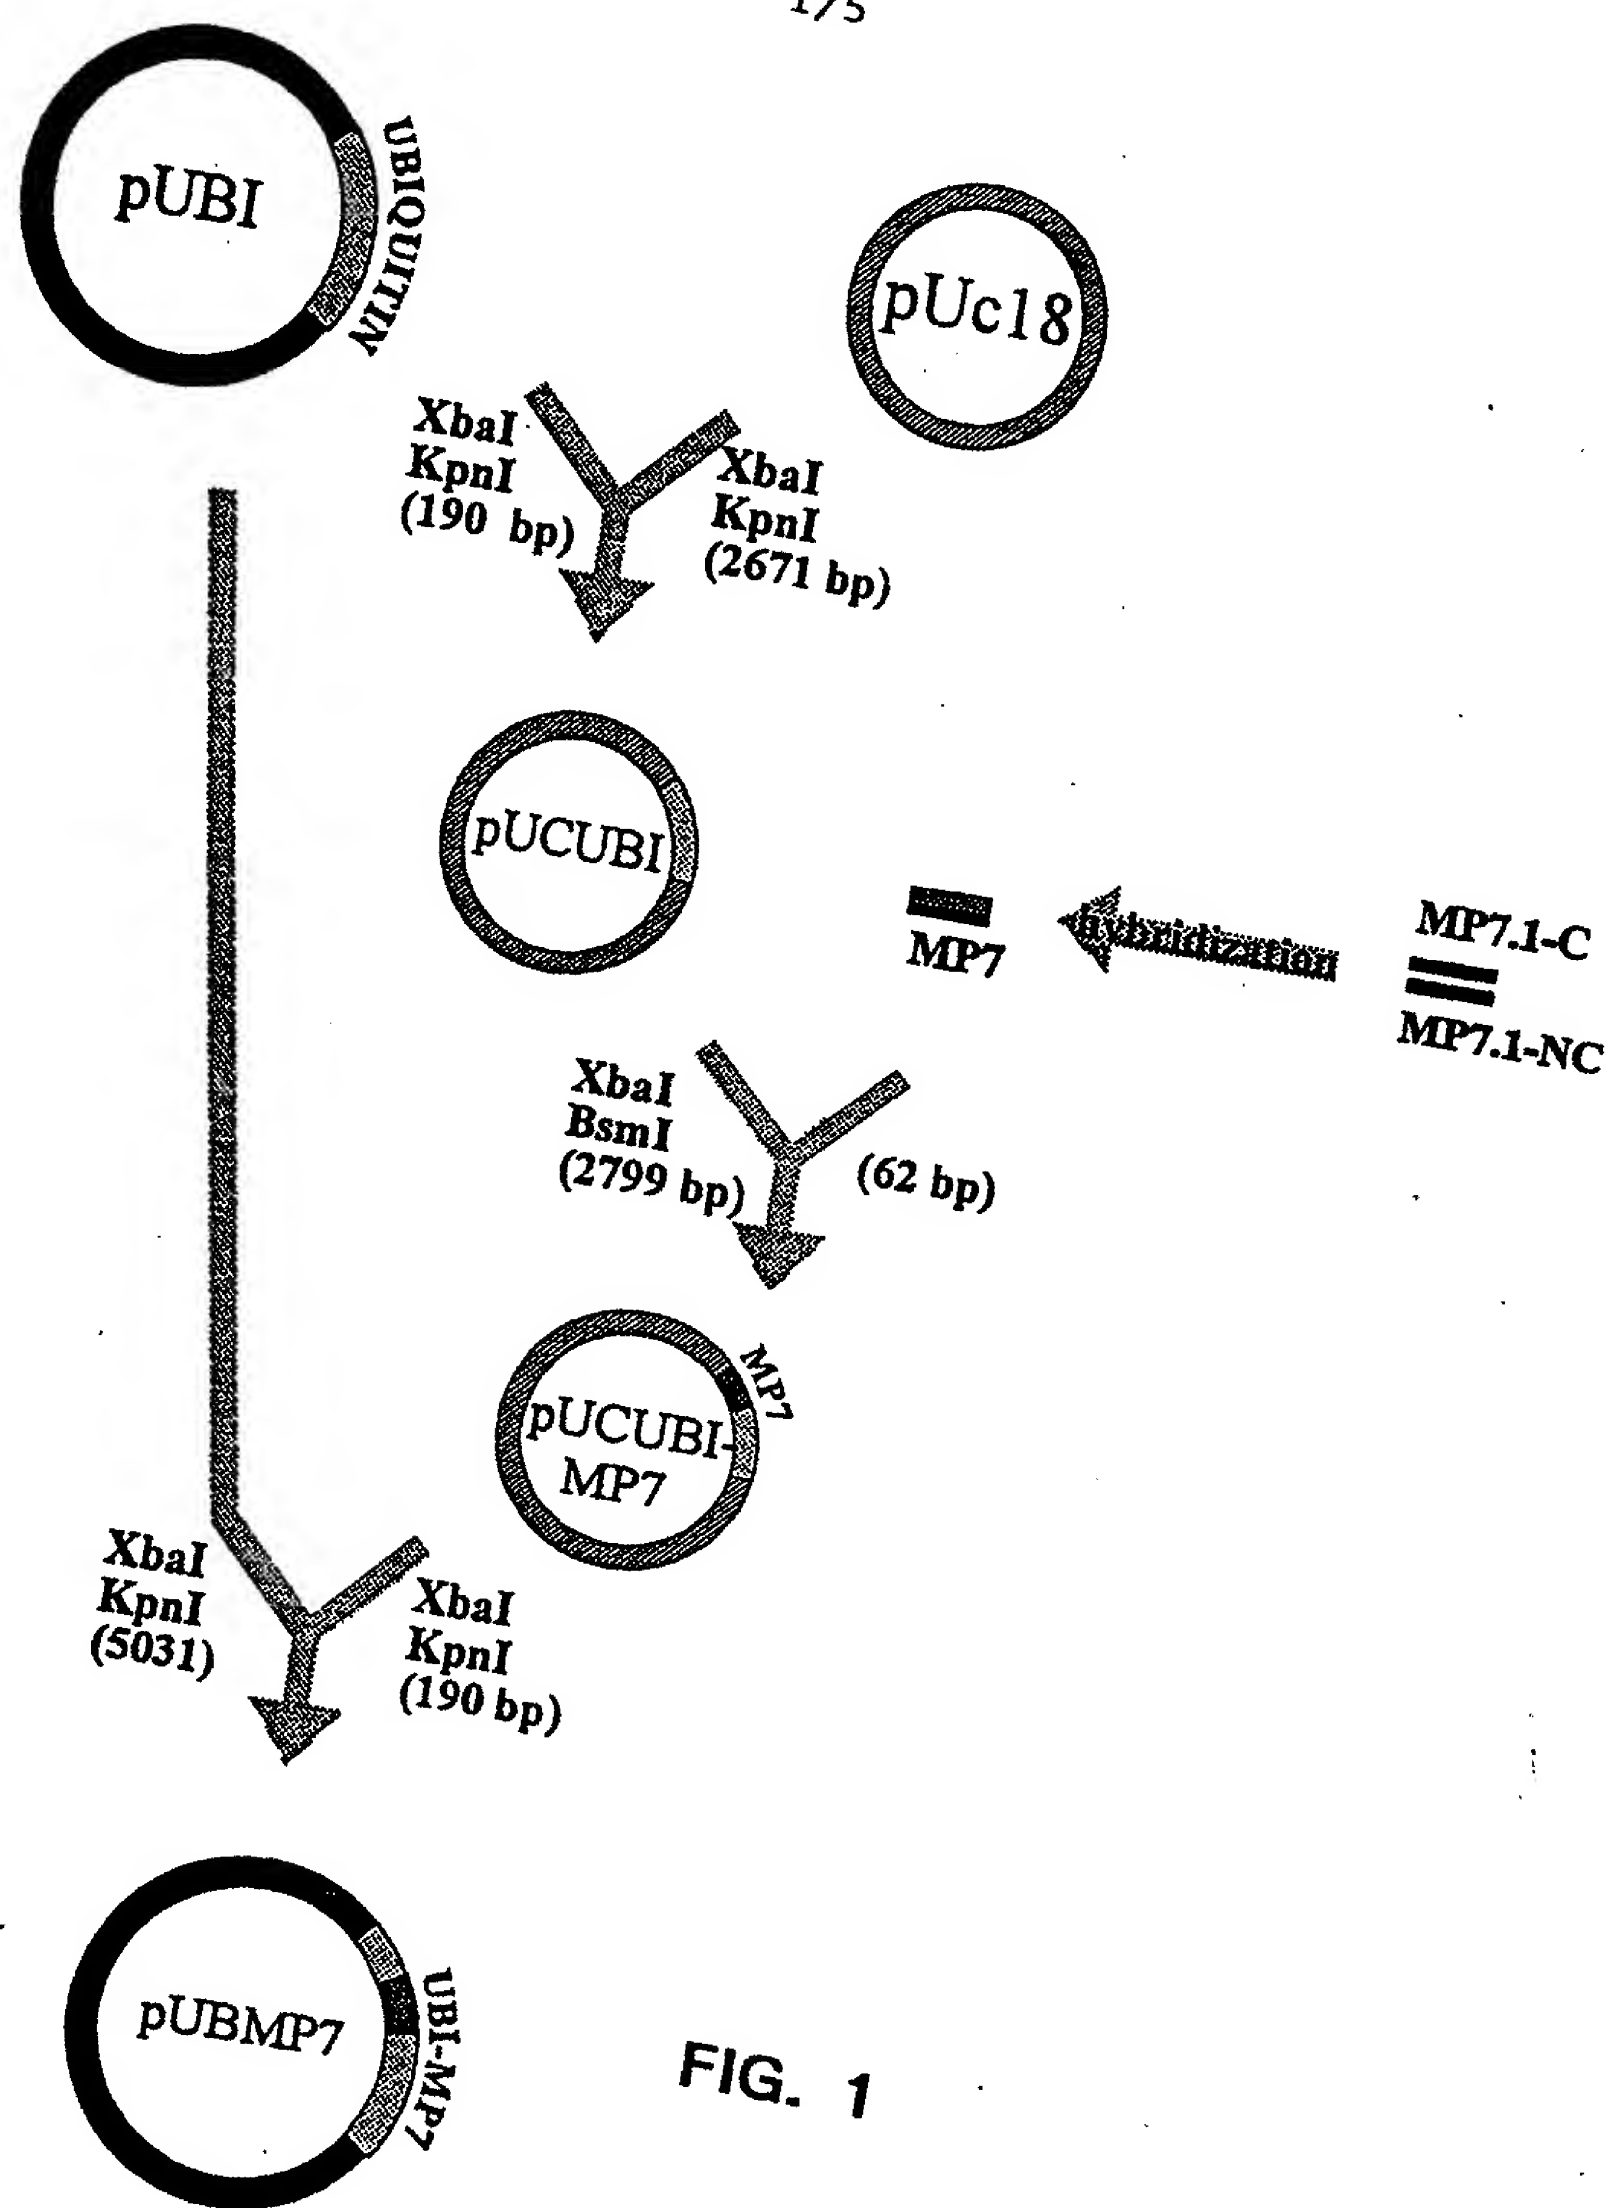 1/5
pUBI
UBIQUITIN
pUc18
XbaI
KpnI
(190 bp)
XbaI
KpnI
(2671 bp)
pUCUBI
MP7
hybridization
MP7.1-C
MP7.1-NC
XbaI
BsmI
(2799 bp)
(62 bp)
MP7
pUCUBI-
MP7
XbaI
KpnI
(5031)
XbaI
KpnI
(190 bp)
pUBMP7
UBI-MP7
FIG. 1